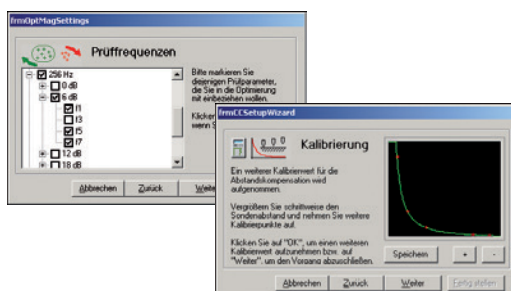 frmOptMagSettings
Prüffrequenzen
256 Hz
0 dB
6 dB
f1
f3
f5
f7
12 dB
18 dB
Bitte markieren Sie
diejenigen Prüfparameter,
die Sie in die Optimierung
mit einbeziehen wollen.
Klicken
wenn S
Abbrechen Zurück Weite
frmCCSetupWizard
Kalibrierung
Ein weiterer Kalibrierwert für die
Abstandskompensation wird
aufgenommen.
Vergrößern Sie schrittweise den
Sondenabstand und nehmen Sie weitere
Kalibrierpunkte auf.
Klicken Sie auf "OK", um einen weiteren
Kalibrierwert aufzunehmen bzw. auf
"Weiter", um den Vorgang abzuschließen.
Speichern + -
Abbrechen Zurück Weiter Fertig stellen